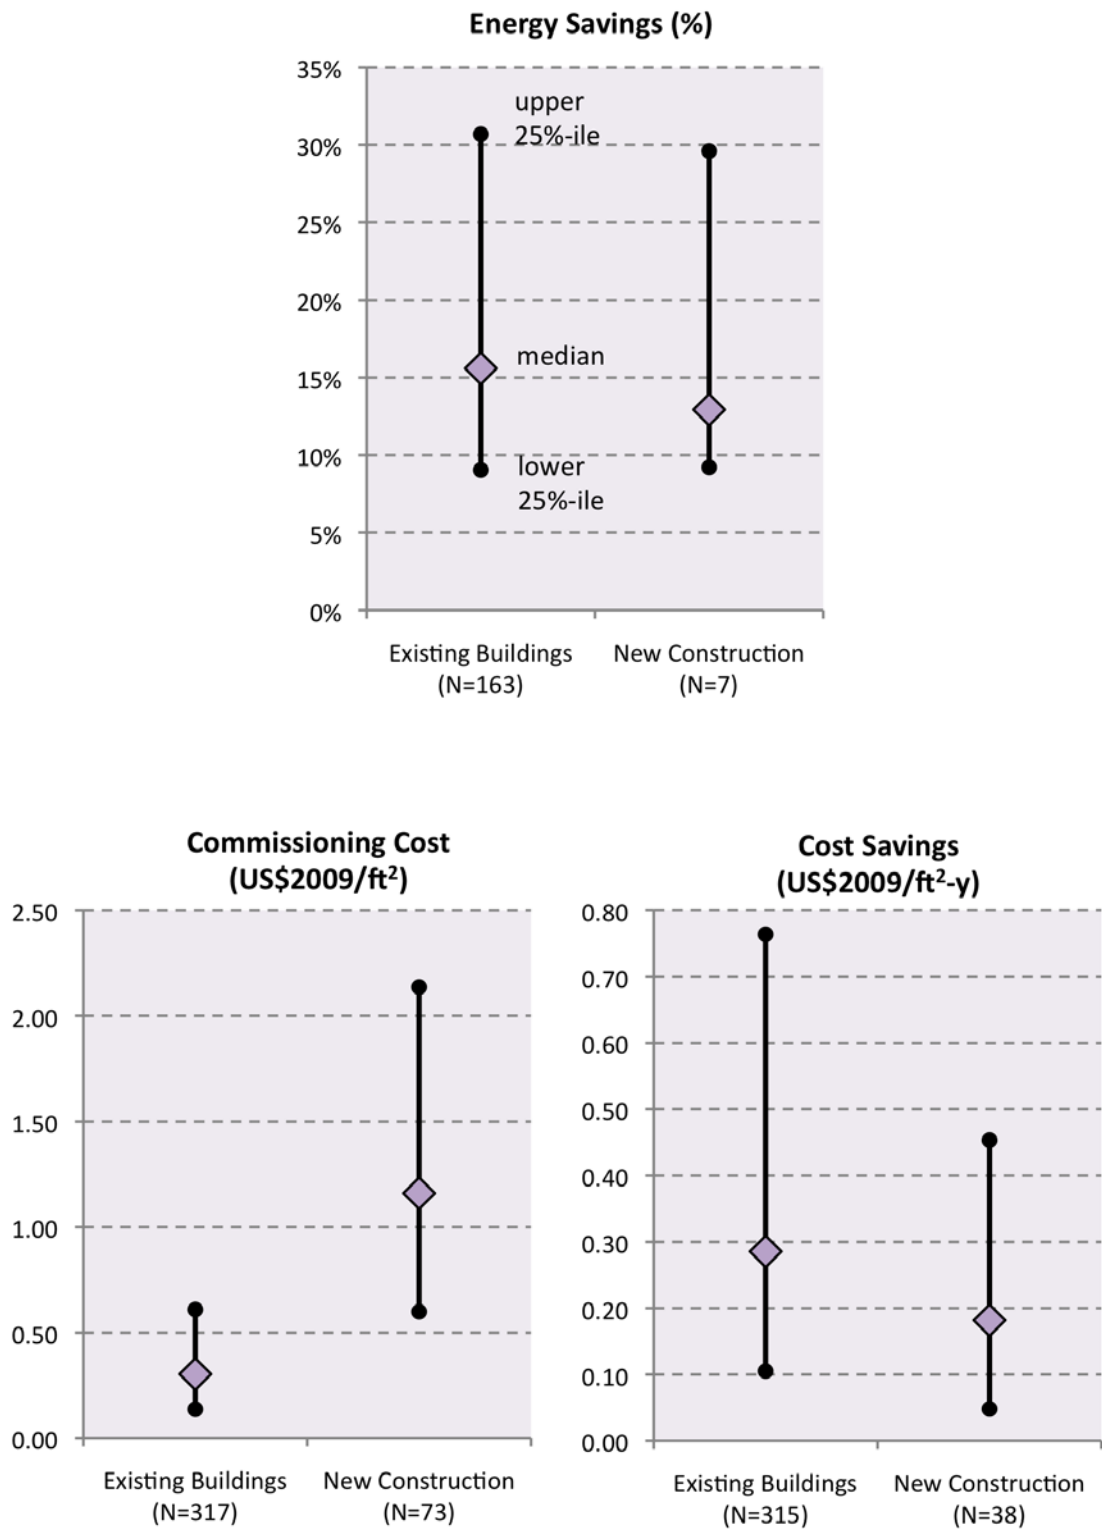 Energy Savings (%)
35%
30%
25%
20%
15%
10%
5%
0%
upper
25%-ile
median
lower
25%-ile
Existing Buildings
(N=163)
New Construction
(N=7)
Commissioning Cost
(US$2009/ft²)
2.50
2.00
1.50
1.00
0.50
0.00
Existing Buildings
(N=317)
New Construction
(N=73)
Cost Savings
(US$2009/ft²-y)
0.80
0.70
0.60
0.50
0.40
0.30
0.20
0.10
0.00
Existing Buildings
(N=315)
New Construction
(N=38)